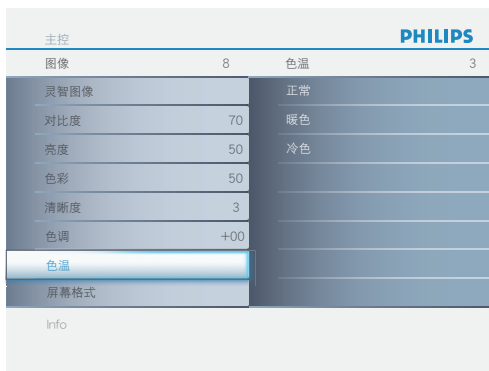 主控 PHILIPS
图像 8 色温 3
灵智图像 正常
对比度 70 暖色
亮度 50 冷色
色彩 50
清晰度 3
色调 +00
色温
屏幕格式
Info